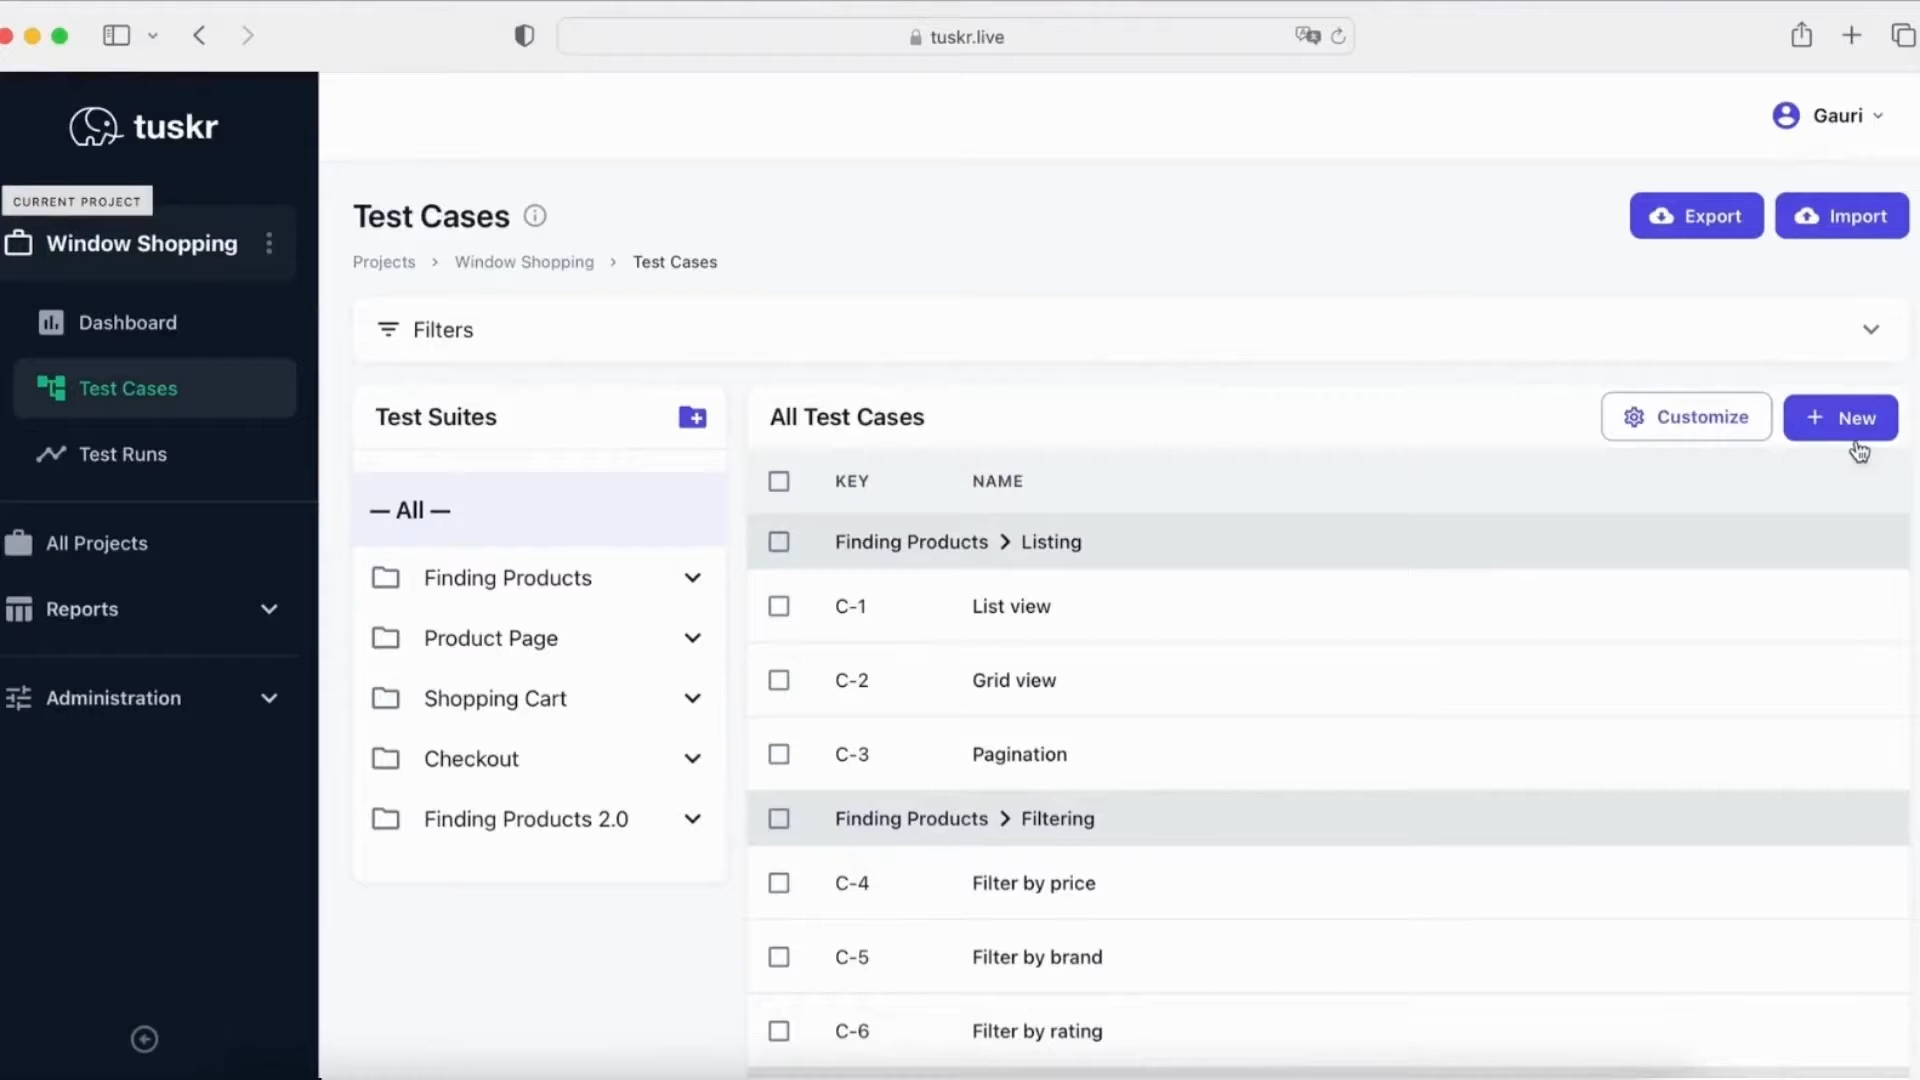 tuskr.live
tuskr
Gauri
CURRENT PROJECT
Window Shopping
Dashboard
Test Cases
Test Runs
All Projects
Reports
Administration
Test Cases
Export
Import
Projects > Window Shopping > Test Cases
Filters
Test Suites
— All —
Finding Products
Product Page
Shopping Cart
Checkout
Finding Products 2.0
All Test Cases
Customize
+ New
KEY NAME
Finding Products > Listing
C-1 List view
C-2 Grid view
C-3 Pagination
Finding Products > Filtering
C-4 Filter by price
C-5 Filter by brand
C-6 Filter by rating